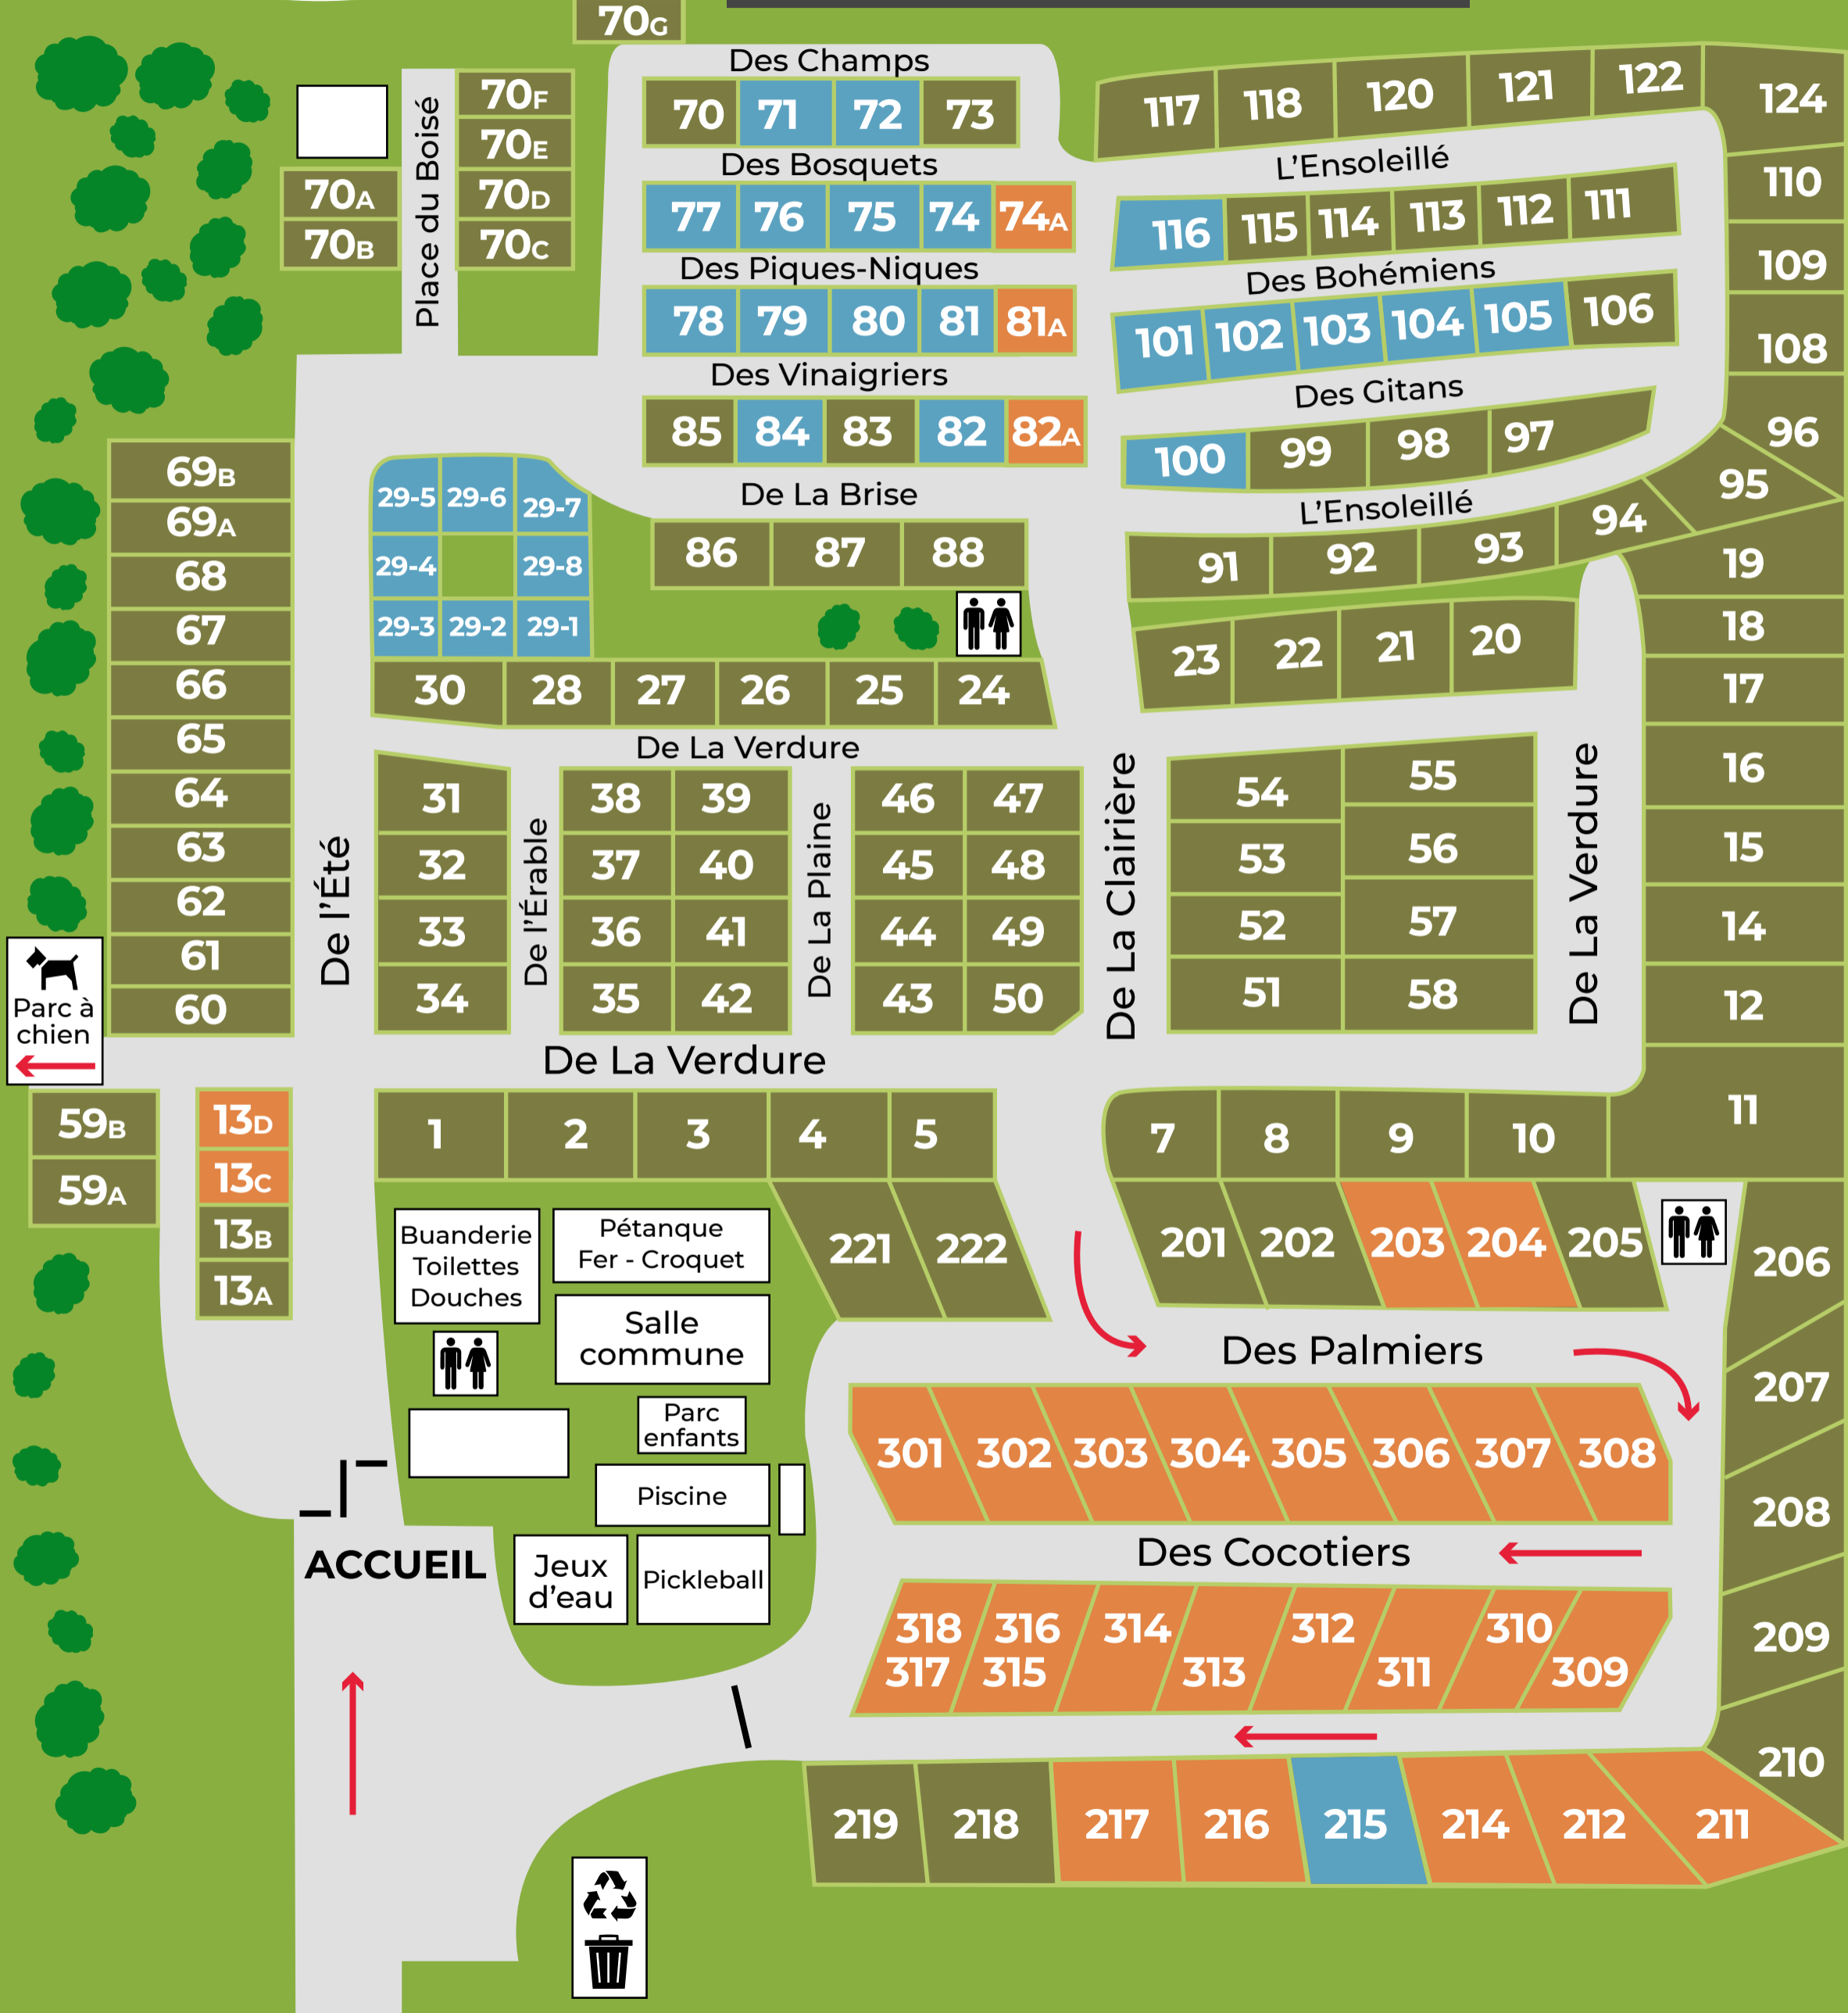 70G
Des Champs
70F
70 71 72 73
117 118 120 121 122 124
70E
Des Bosquets
L'Ensoleillé
70A
70D
77 76 75 74 74A
116 115 114 113 112 111
110
70B
70C
Place du Boisé
Des Piques-Niques
Des Bohémiens
109
78 79 80 81 81A
101 102 103 104 105 106
108
Des Vinaigriers
Des Gitans
85 84 83 82 82A
100 99 98 97
96
69B
29-5 29-6 29-7
De La Brise
L'Ensoleillé
95
69A
86 87 88
91 92 93 94
19
68
29-4 29-8
18
67
29-3 29-2 29-1
23 22 21 20
66
30 28 27 26 25 24
17
65
De La Verdure
16
64
31 38 39 46 47
54 55
63
32 37 40 45 48
53 56
15
62
33 36 41 44 49
52 57
14
61
60
34 35 42 43 50
51 58
12
De l'Été
De l'Érable
De La Plaine
De La Clairière
De La Verdure
Parc à
chien
De La Verdure
59B
13D
1 2 3 4 5
7 8 9 10 11
59A
13C
13B
13A
Buanderie
Toilettes
Douches
Pétanque
Fer - Croquet
221 222
201 202 203 204 205
206
Salle
commune
Des Palmiers
207
Parc
enfants
301 302 303 304 305 306 307 308
Piscine
208
ACCUEIL
Jeux
d'eau
Pickleball
Des Cocotiers
318 316 314 312 310
317 315 313 311 309
209
210
219 218 217 216 215 214 212 211